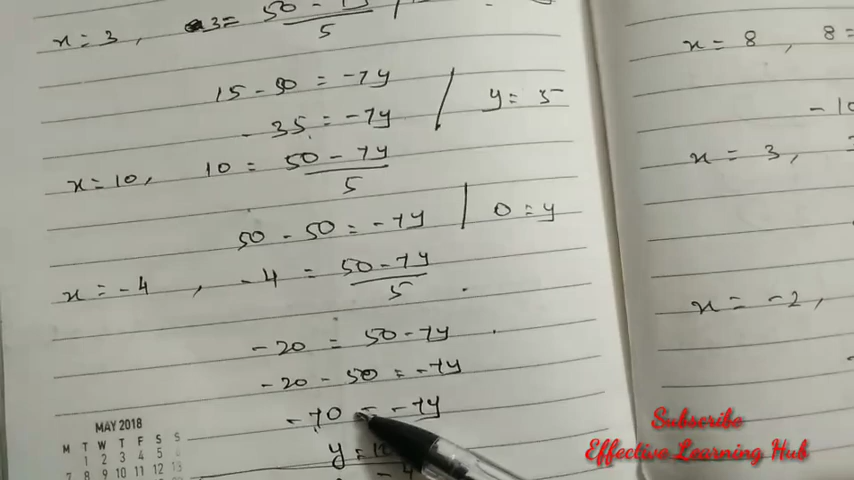 x = 3, 3 = 50 - 15 / 5
15 - 50 = -7y
- 35 = -7y / y = 5
x = 10, 10 = 50 - 7y / 5
50 - 50 = -7y | 0 = y
x = -4, -4 = 50 - 7y / 5
-20 = 50 - 7y
-20 - 50 = -7y
-70 = -7y
y = 10
x = 8, 8 =
-10
x = 3,
x = -2,
MAY 2018
M T W T F S S
1 2 3 4 5 6
7 8 9 10 11 12 13
Subscribe
Effective Learning Hub